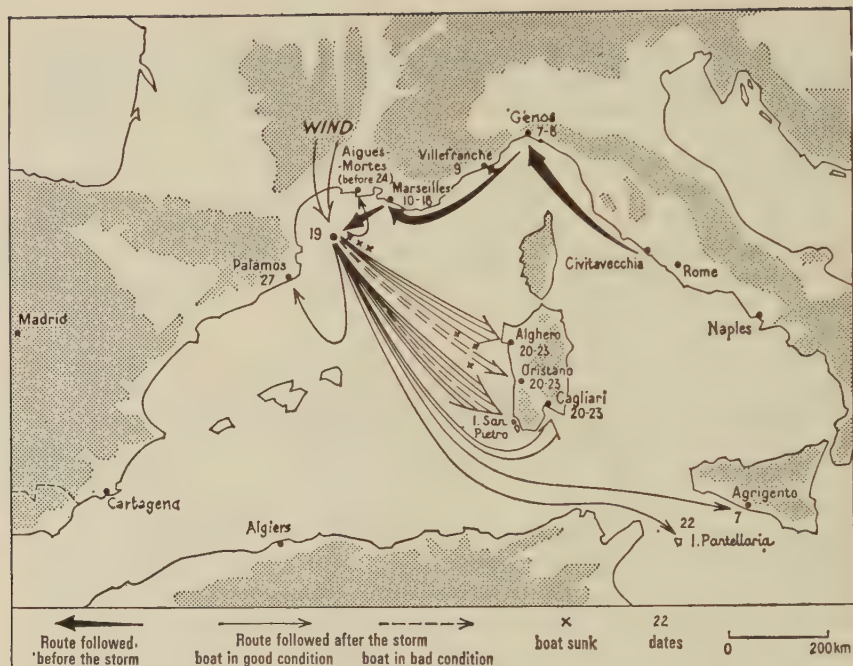 Genos
7-8
WIND
Aigues-
-Mortes
(before 24)
Villefranche
9
Marseilles
10-18
19
Palamos
27
Civitavecchia
Rome
Madrid
Naples
Alghero
20-23
Oristano
20-23
Cagliari
20-23
I. San
Pietro
Cartagena
Algiers
Agrigento
7
22
I. Pantellaria
Route followed
before the storm
Route followed after the storm
boat in good condition boat in bad condition
boat sunk
22
dates
0 200km